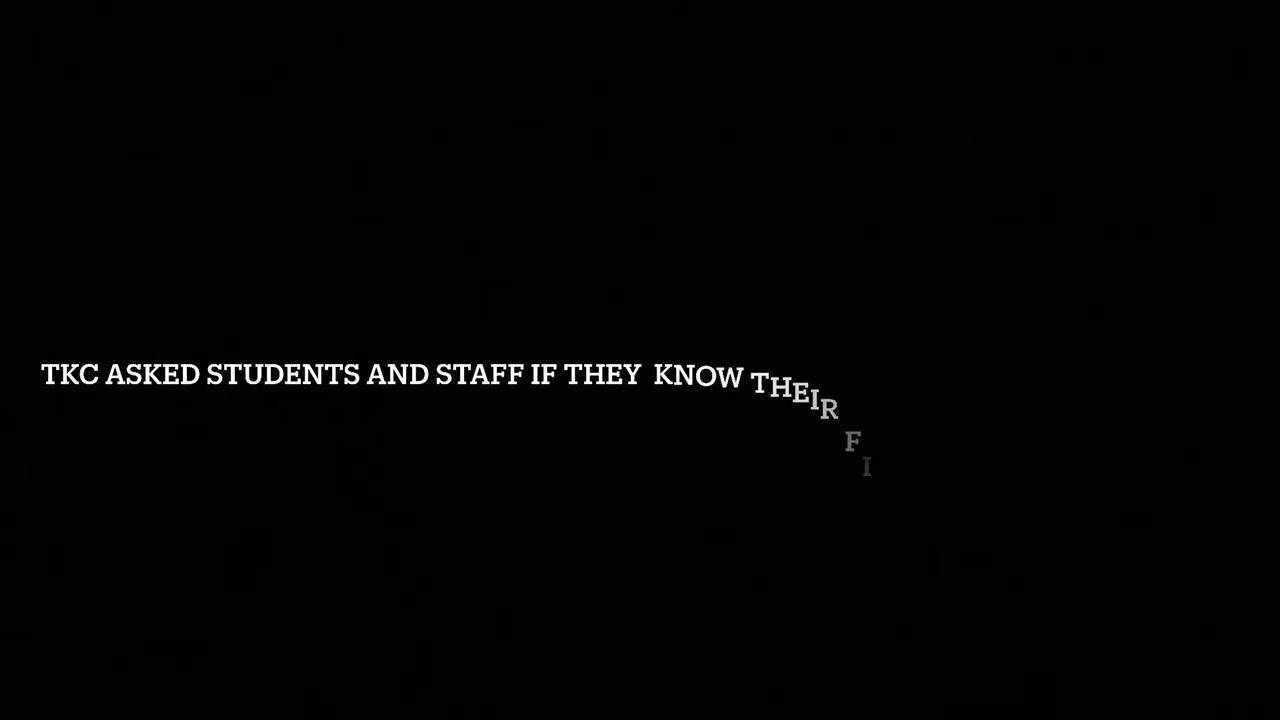 TKC ASKED STUDENTS AND STAFF IF THEY KNOW THEIR FI